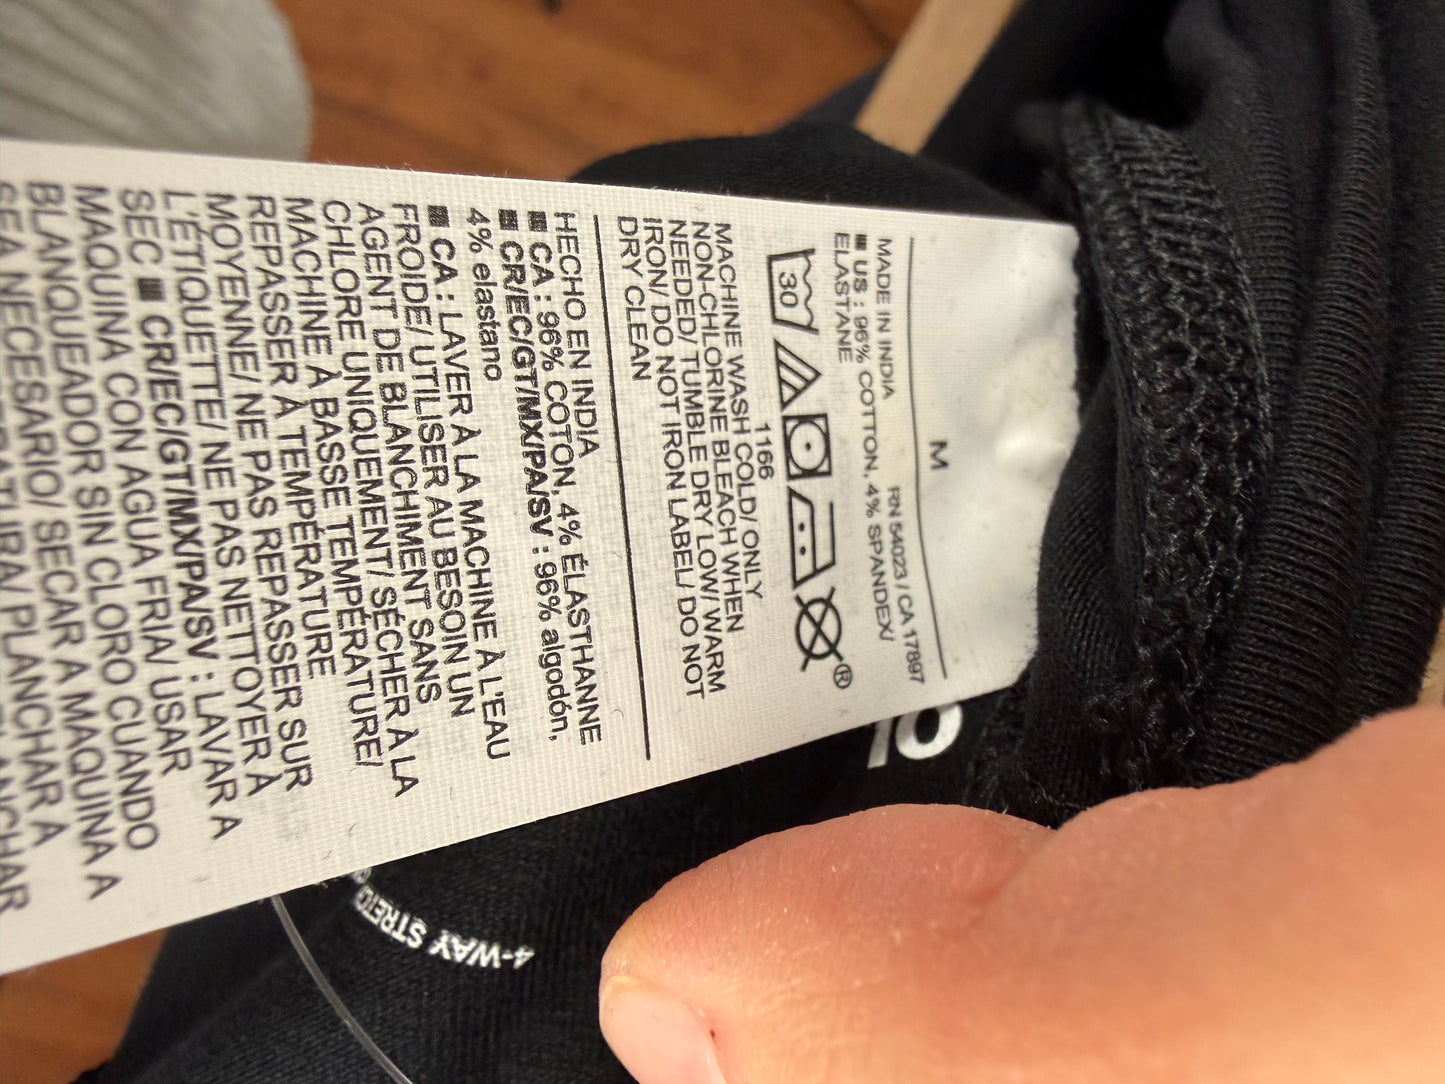 M
RN 54023 / CA 17897
MADE IN INDIA
■ US : 96% COTTON, 4% SPANDEX/
ELASTANE
30
®
1166
MACHINE WASH COLD/ ONLY
NON-CHLORINE BLEACH WHEN
NEEDED/ TUMBLE DRY LOW/ WARM
IRON/ DO NOT IRON LABEL/ DO NOT
DRY CLEAN
HECHO EN INDIA
■ CA : 96% COTON, 4% ÉLASTHANNE
■ CR/EC/GT/MX/PA/SV : 96% algodón,
4% elastano
■ CA : LAVER À LA MACHINE À L'EAU
FROIDE/ UTILISER AU BESOIN UN
AGENT DE BLANCHIMENT SANS
CHLORE UNIQUEMENT/ SÉCHER À LA
MACHINE À BASSE TEMPÉRATURE/
REPASSER À TEMPÉRATURE
MOYENNE/ NE PAS REPASSER SUR
L'ÉTIQUETTE/ NE PAS NETTOYER À
SEC ■ CR/EC/GT/MX/PA/SV : LAVAR A
MAQUINA CON AGUA FRIA/ USAR
BLANQUEADOR SIN CLORO CUANDO
SEA NECESARIO/ SECAR A MAQUINA A
PLANCHAR A
4-WAY